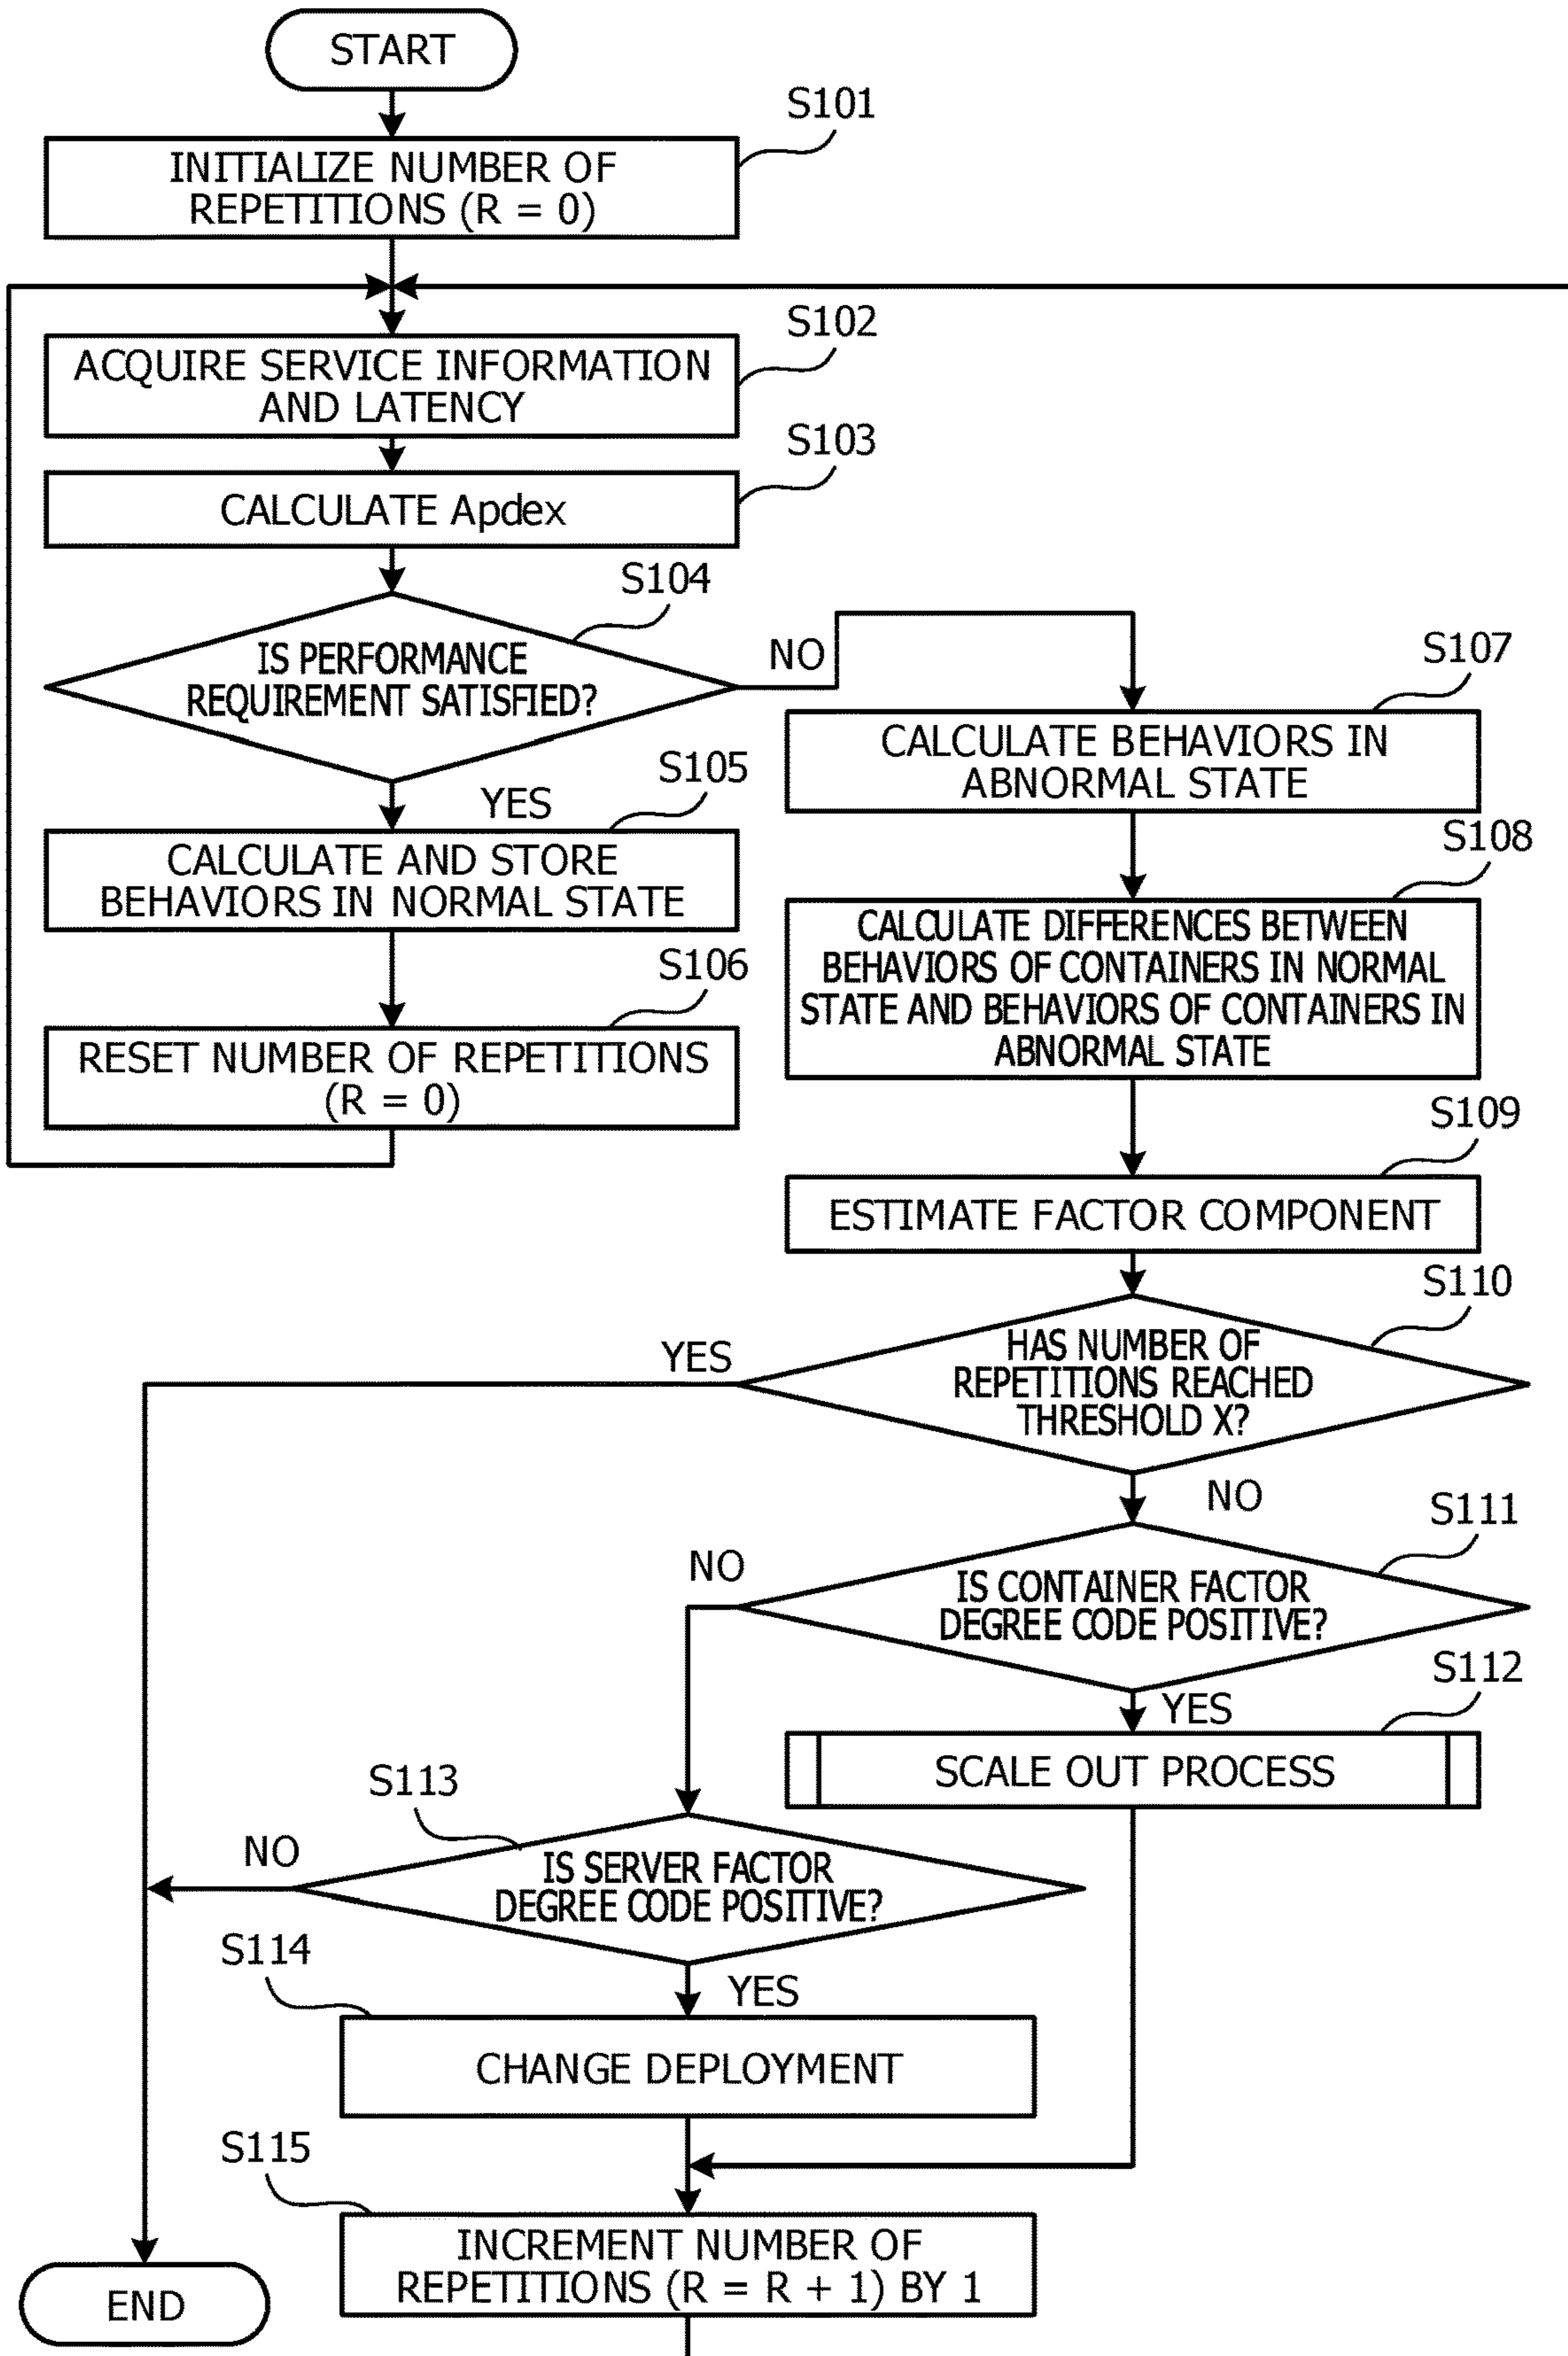 START
S101
INITIALIZE NUMBER OF
REPETITIONS (R = 0)
S102
ACQUIRE SERVICE INFORMATION
AND LATENCY
S103
CALCULATE Apdex
S104
IS PERFORMANCE
REQUIREMENT SATISFIED?
NO
YES
S105
CALCULATE AND STORE
BEHAVIORS IN NORMAL STATE
S106
RESET NUMBER OF REPETITIONS
(R = 0)
S107
CALCULATE BEHAVIORS IN
ABNORMAL STATE
S108
CALCULATE DIFFERENCES BETWEEN
BEHAVIORS OF CONTAINERS IN NORMAL
STATE AND BEHAVIORS OF CONTAINERS IN
ABNORMAL STATE
S109
ESTIMATE FACTOR COMPONENT
S110
HAS NUMBER OF
REPETITIONS REACHED
THRESHOLD X?
YES
NO
S111
IS CONTAINER FACTOR
DEGREE CODE POSITIVE?
NO
YES
S112
SCALE OUT PROCESS
S113
IS SERVER FACTOR
DEGREE CODE POSITIVE?
NO
YES
S114
CHANGE DEPLOYMENT
S115
INCREMENT NUMBER OF
REPETITIONS (R = R + 1) BY 1
END